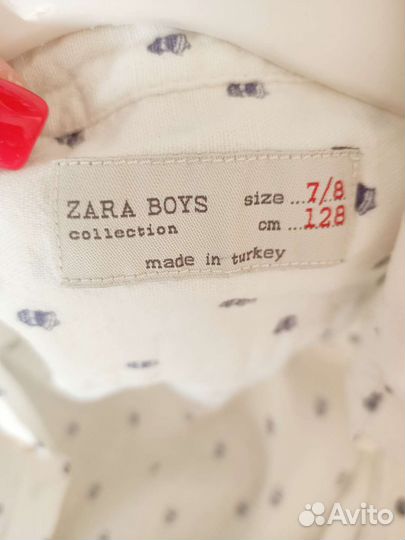 ZARA BOYS size ...7/8
collection cm ...128
made in turkey
Avito